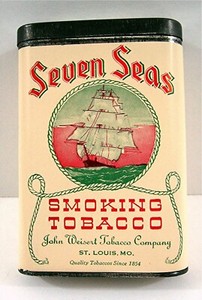 Seven Seas
SMOKING
TOBACCO
John Weisert Tobacco Company
ST. LOUIS, MO.
Quality Tobaccos Since 1854